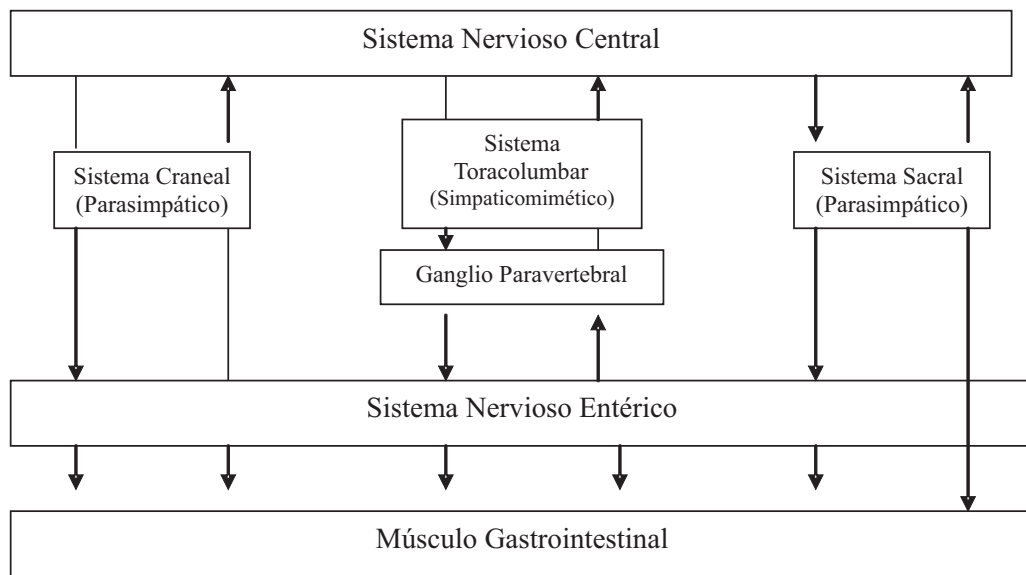 Sistema Nervioso Central
Sistema Craneal
(Parasimpático)
Sistema
Toracolumbar
(Simpaticomimético)
Sistema Sacral
(Parasimpático)
Ganglio Paravertebral
Sistema Nervioso Entérico
Músculo Gastrointestinal